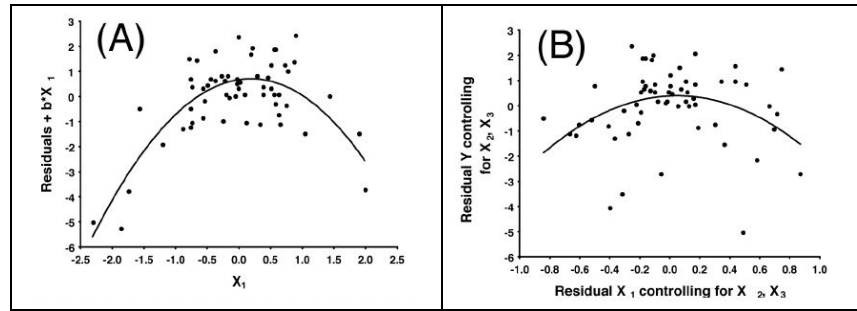 (A)
3
2
1
0
-1
-2
-3
-4
-5
-6
Residuals + b*X 1
-2.5 -2.0 -1.5 -1.0 -0.5 0.0 0.5 1.0 1.5 2.0 2.5
X1
(B)
3
2
1
0
-1
-2
-3
-4
-5
-6
Residual Y controlling
for X2, X3
-1.0 -0.8 -0.6 -0.4 -0.2 0.0 0.2 0.4 0.6 0.8 1.0
Residual X 1 controlling for X 2, X3